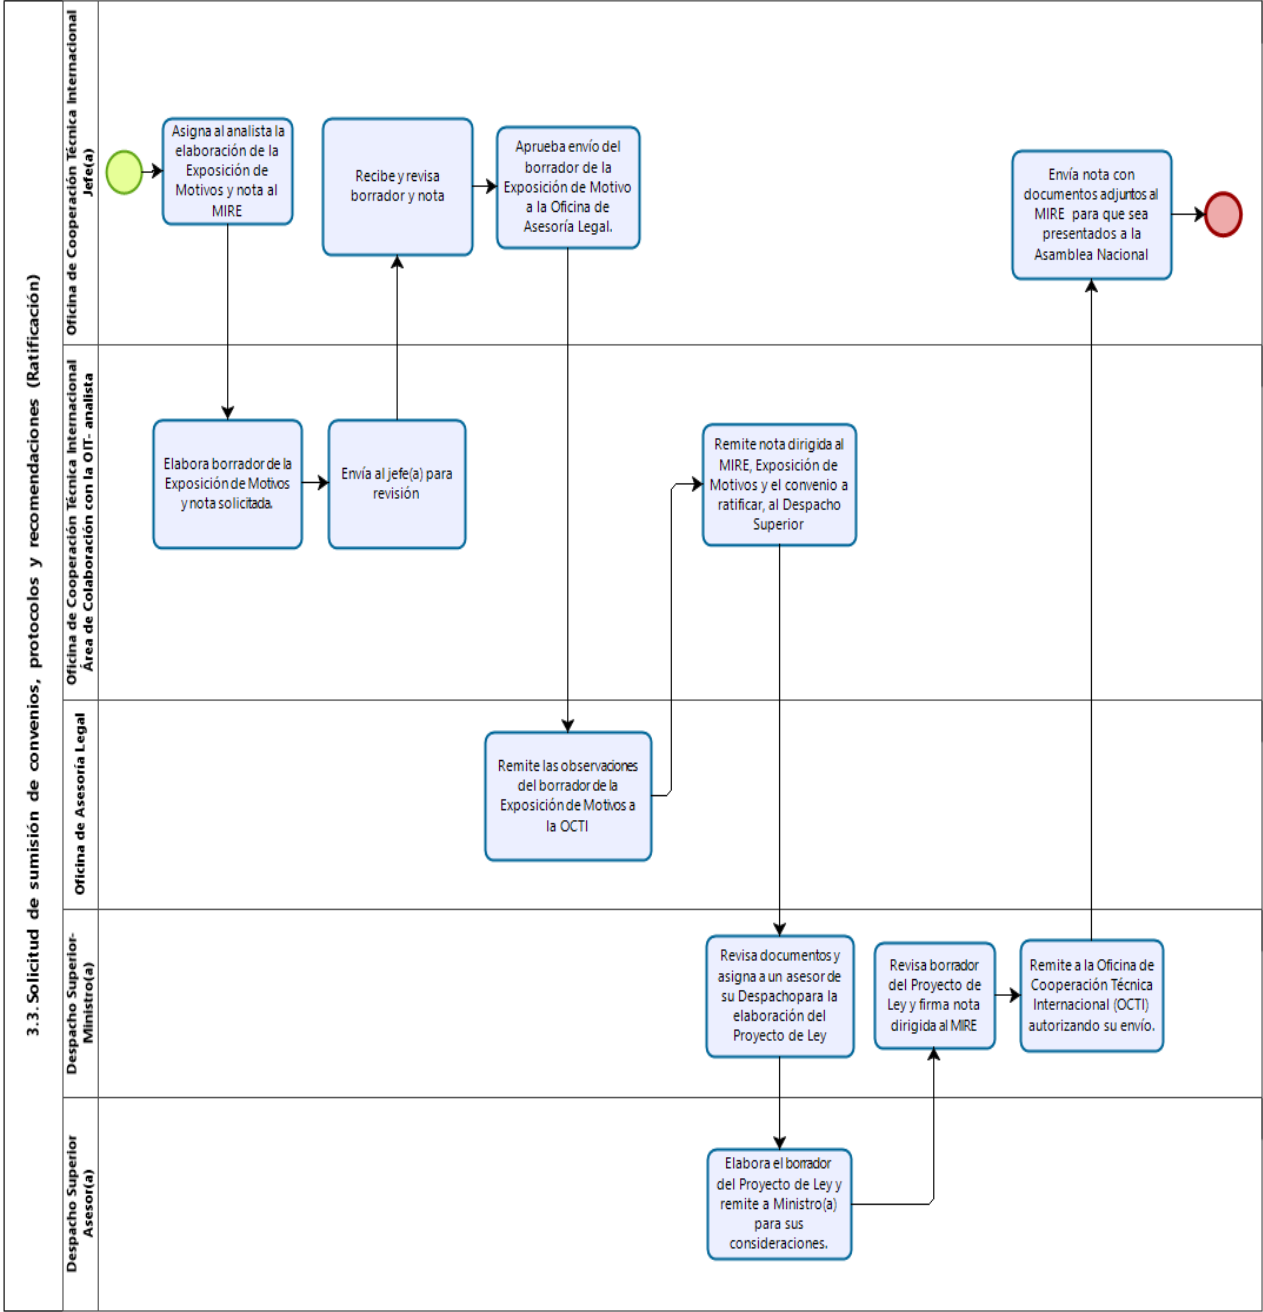 3.3. Solicitud de sumisión de convenios, protocolos y recomendaciones (Ratificación)
Oficina de Cooperación Técnica Internacional
Jefe(a)
Asigna al analista la
elaboración de la
Exposición de
Motivos y nota al
MIRE
Recibe y revisa
borrador y nota
Aprueba envío del
borrador de la
Exposición de Motivo
a la Oficina de
Asesoría Legal.
Envía nota con
documentos adjuntos al
MIRE para que sea
presentados a la
Asamblea Nacional
Oficina de Cooperación Técnica Internacional
Área de Colaboración con la OIT- analista
Elabora borrador de la
Exposición de Motivos
y nota solicitada.
Envía al jefe(a) para
revisión
Remite nota dirigida al
MIRE, Exposición de
Motivos y el convenio a
ratificar, al Despacho
Superior
Oficina de Asesoría Legal
Remite las observaciones
del borrador de la
Exposición de Motivos a
la OCTI
Despacho Superior-
Ministro(a)
Revisa documentos y
asigna a un asesor de
su Despachopara la
elaboración del
Proyecto de Ley
Revisa borrador
del Proyecto de
Ley y firma nota
dirigida al MIRE
Remite a la Oficina de
Cooperación Técnica
Internacional (OCTI)
autorizando su envío.
Despacho Superior
Asesor(a)
Elabora el borrador
del Proyecto de Ley y
remite a Ministro(a)
para sus
consideraciones.